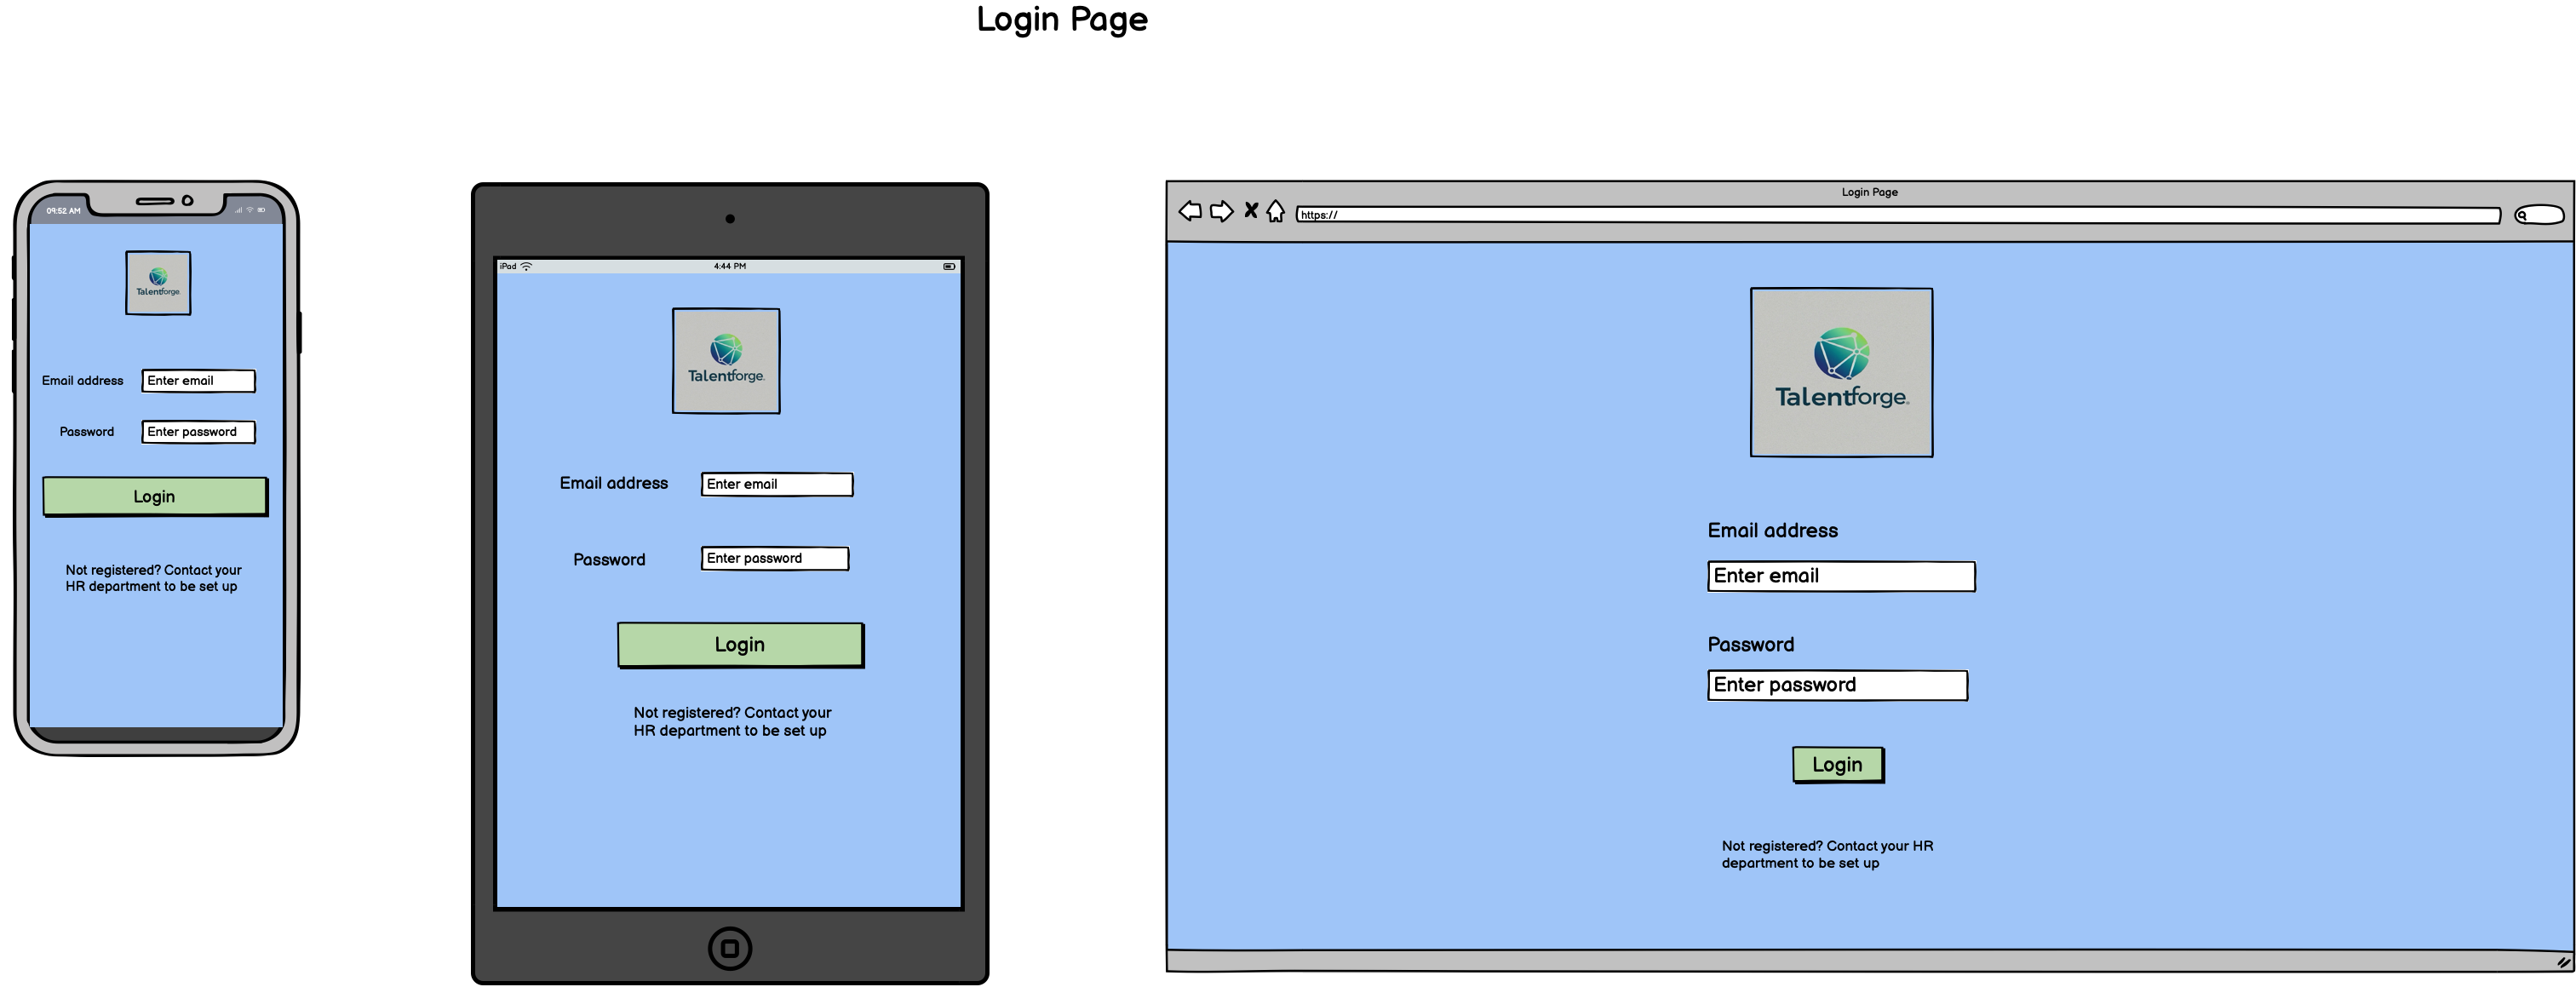 Login Page
09:52 AM
Talentforge
Email address
Enter email
Password
Enter password
Login
Not registered? Contact your
HR department to be set up
iPad
4:44 PM
Talentforge
Email address
Enter email
Password
Enter password
Login
Not registered? Contact your
HR department to be set up
Login Page
https://
Talentforge
Email address
Enter email
Password
Enter password
Login
Not registered? Contact your HR
department to be set up